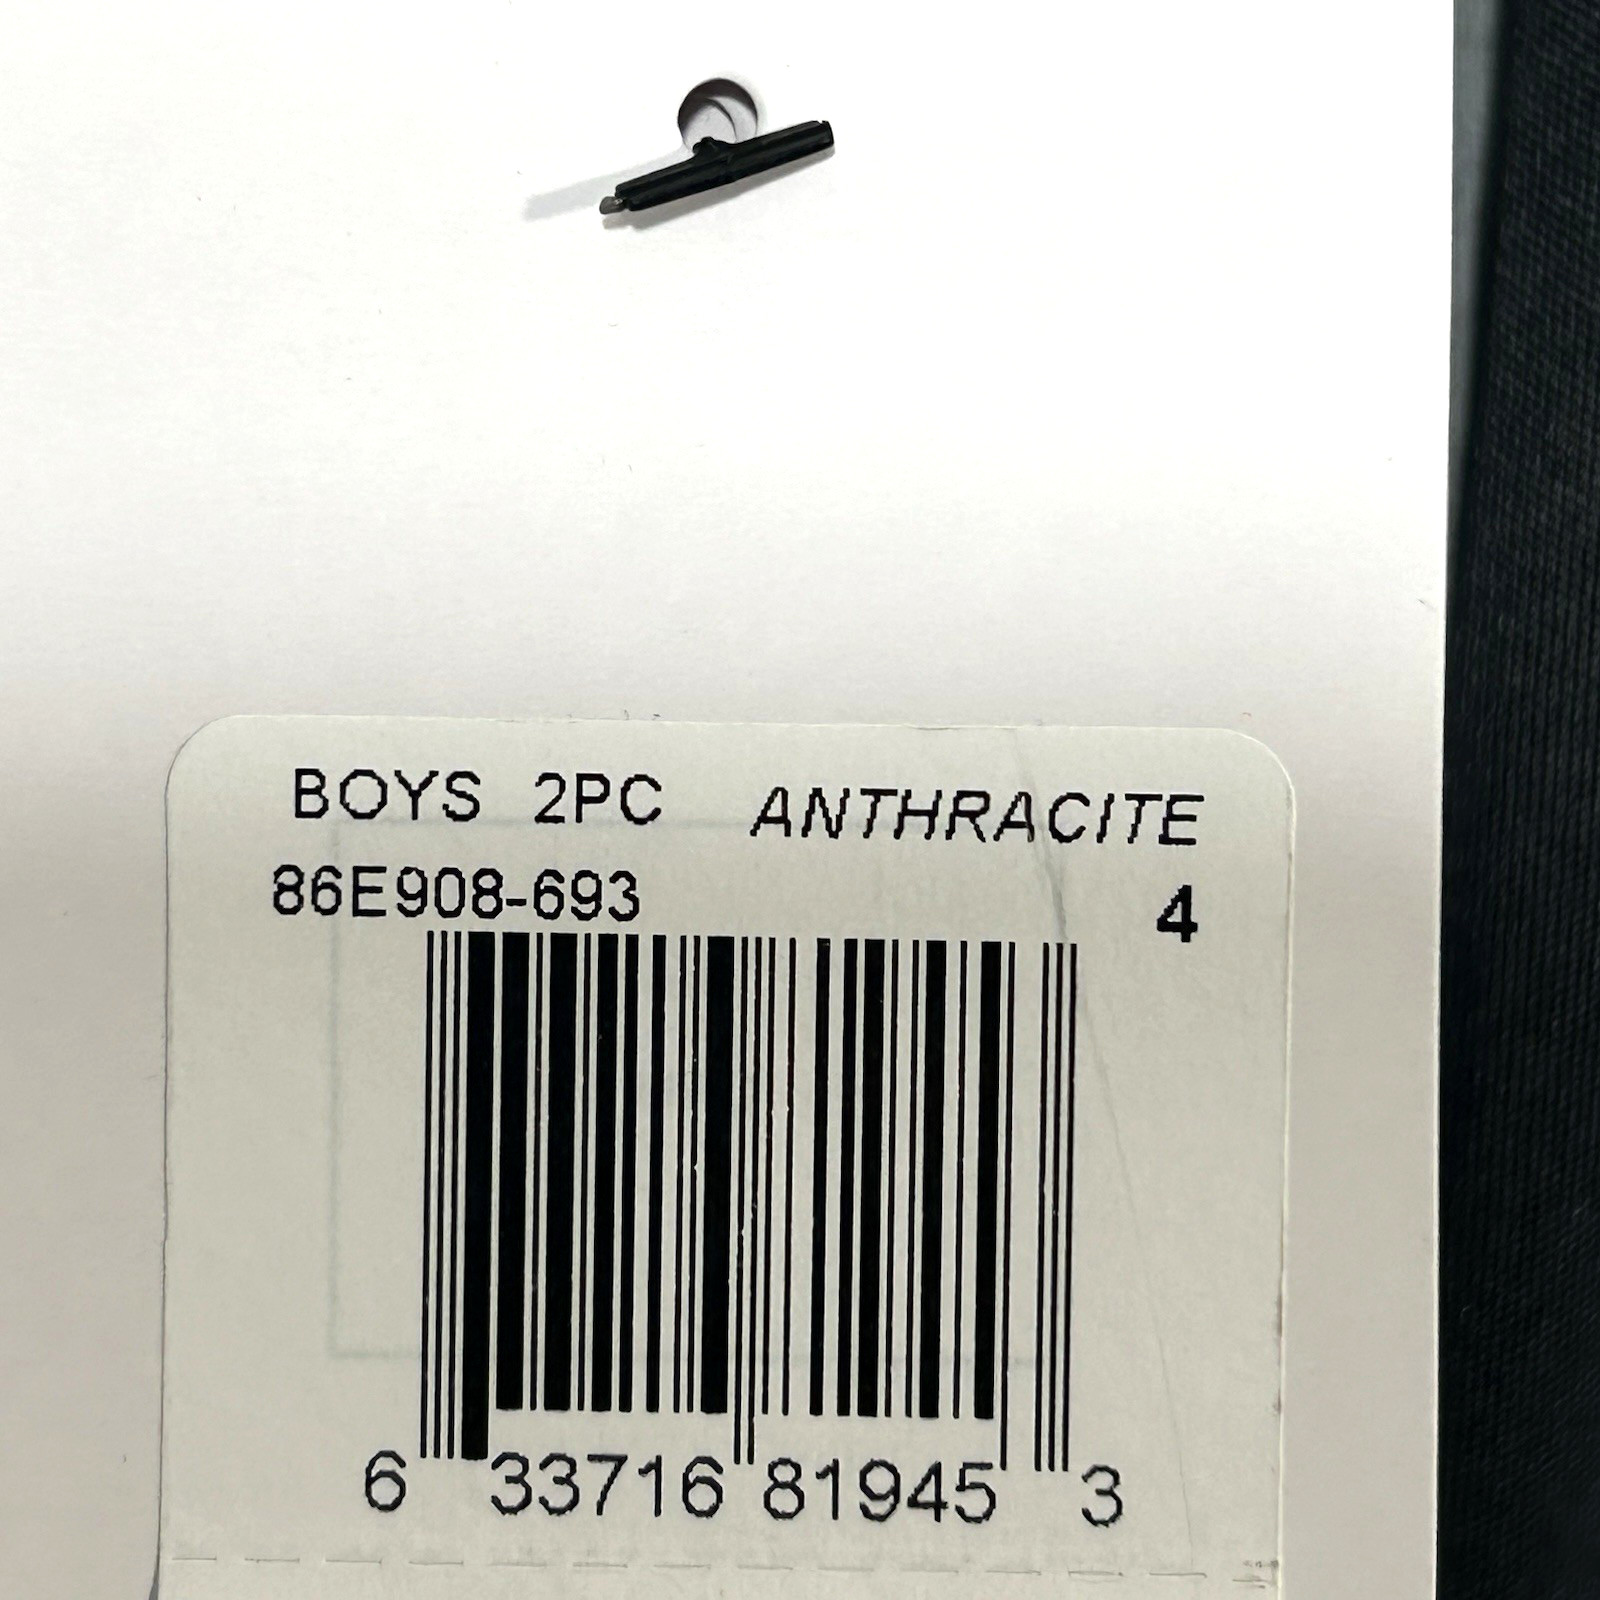 BOYS 2PC ANTHRACITE
86E908-693 4
6 33716 81945 3